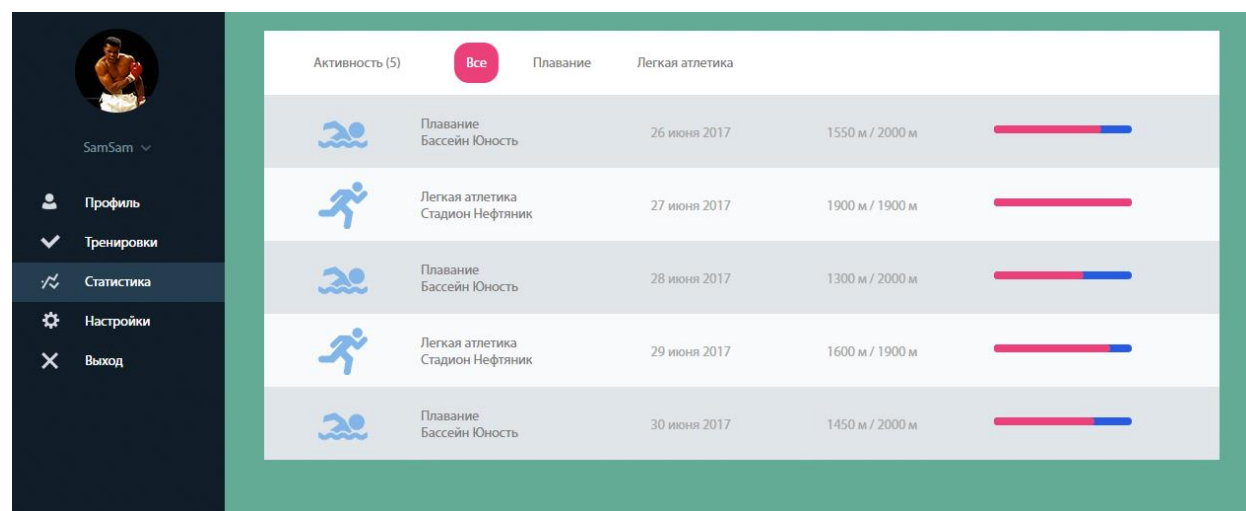 SamSam
Профиль
Тренировки
Статистика
Настройки
Выход
Активность (5) Все Плавание Легкая атлетика
Плавание
Бассейн Юность
26 июня 2017
1550 м / 2000 м
Легкая атлетика
Стадион Нефтяник
27 июня 2017
1900 м / 1900 м
Плавание
Бассейн Юность
28 июня 2017
1300 м / 2000 м
Легкая атлетика
Стадион Нефтяник
29 июня 2017
1600 м / 1900 м
Плавание
Бассейн Юность
30 июня 2017
1450 м / 2000 м